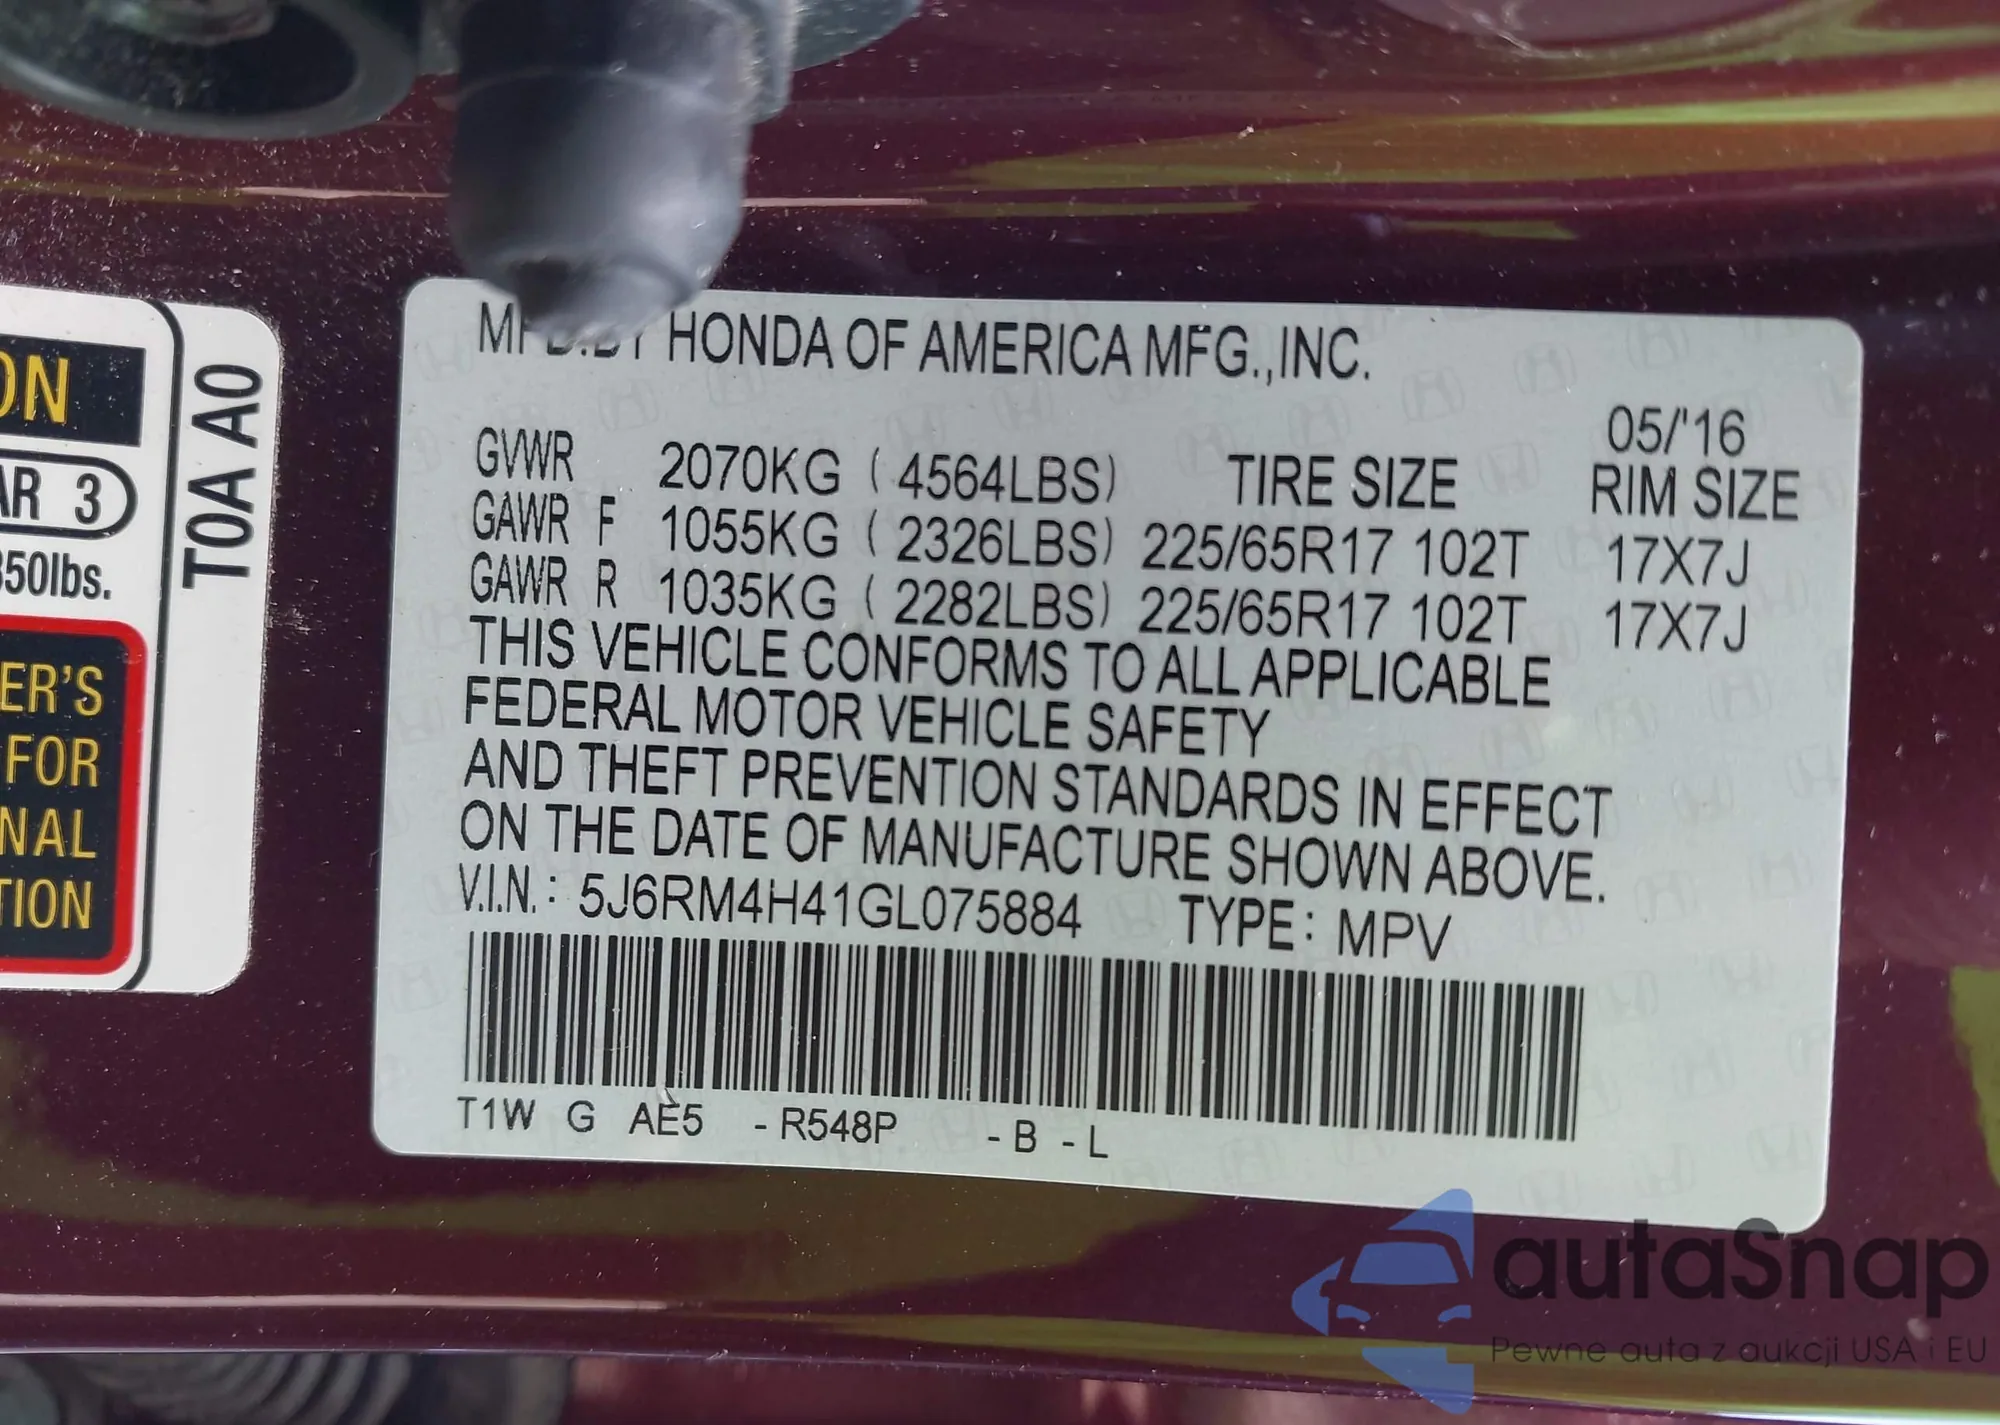 ON
AR 3
350lbs.
ER'S
FOR
NAL
TION
T0A A0
MFD.BY HONDA OF AMERICA MFG.,INC.
05/'16
GVWR 2070KG ( 4564LBS) TIRE SIZE RIM SIZE
GAWR F 1055KG ( 2326LBS) 225/65R17 102T 17X7J
GAWR R 1035KG ( 2282LBS) 225/65R17 102T 17X7J
THIS VEHICLE CONFORMS TO ALL APPLICABLE
FEDERAL MOTOR VEHICLE SAFETY
AND THEFT PREVENTION STANDARDS IN EFFECT
ON THE DATE OF MANUFACTURE SHOWN ABOVE.
V.I.N.: 5J6RM4H41GL075884 TYPE: MPV
T1W G AE5 -R548P -B -L
autaSnap
Pewne auta z aukcji USA i EU